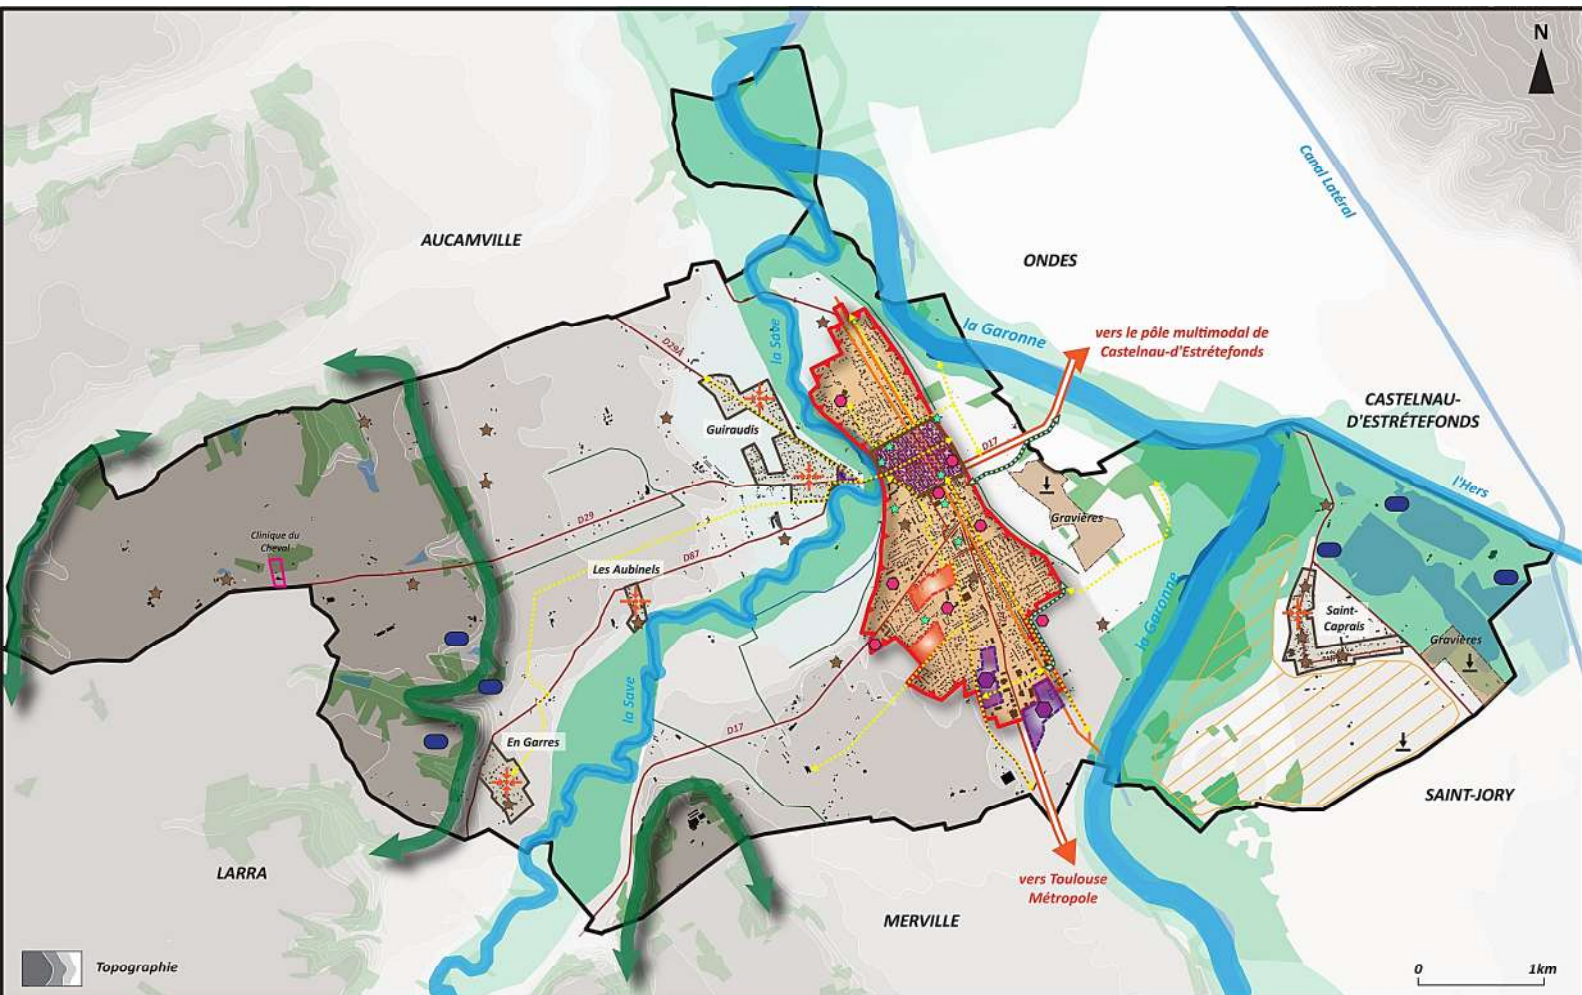 N
Canal Latéral
AUCAMVILLE
ONDES
la Garonne
vers le pôle multimodal de
Castelnau-d'Estrétefonds
la Save
D29A
CASTELNAU-
D'ESTRÉTEFONDS
Guiraudis
D17
l'Hers
Gravières
D29
Clinique du
Cheval
D87
Les Aubinels
la Garonne
Saint-
Caprais
Gravières
la Save
D17
En Garres
SAINT-JORY
LARRA
vers Toulouse
Métropole
MERVILLE
Topographie
0 1km